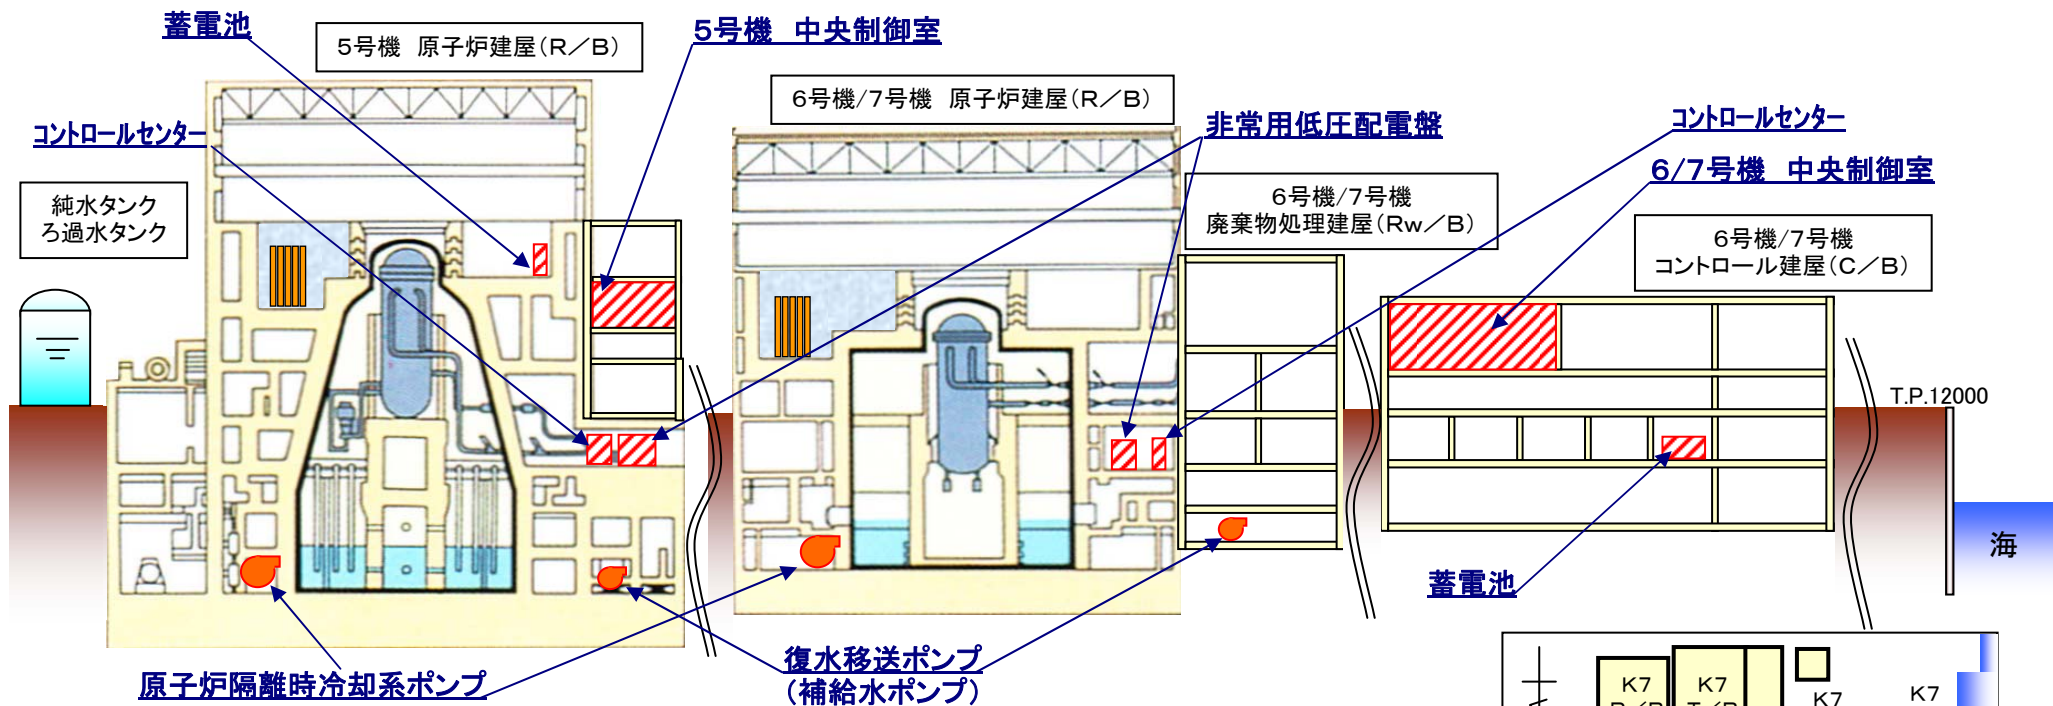 蓄電池
5号機 原子炉建屋(R/B)
5号機 中央制御室
6号機/7号機 原子炉建屋(R/B)
コントロールセンター
非常用低圧配電盤
コントロールセンター
6/7号機 中央制御室
純水タンク
ろ過水タンク
6号機/7号機
廃棄物処理建屋(Rw/B)
6号機/7号機
コントロール建屋(C/B)
T.P.12000
海
蓄電池
原子炉隔離時冷却系ポンプ
復水移送ポンプ
(補給水ポンプ)
K7
K7
K7
K7